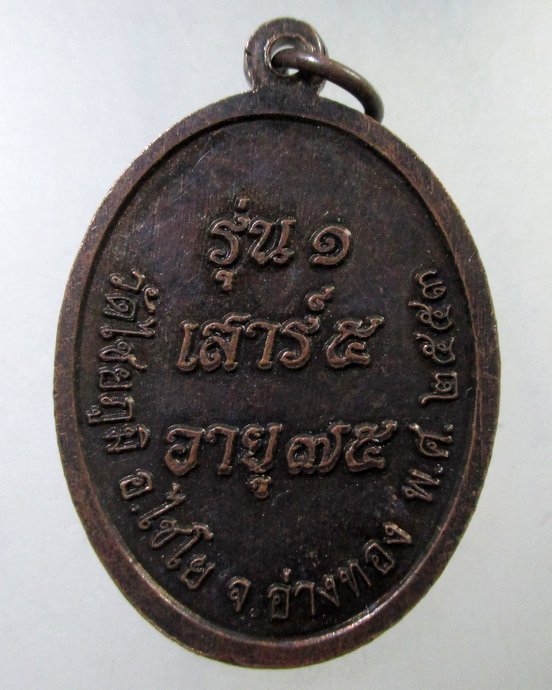 รุ่น ๑
เสาร์ ๕
อายุ ๗๕
วัดไชยภูมิ อ.ไชโย จ.อ่างทอง พ.ศ. ๒๕๕๓